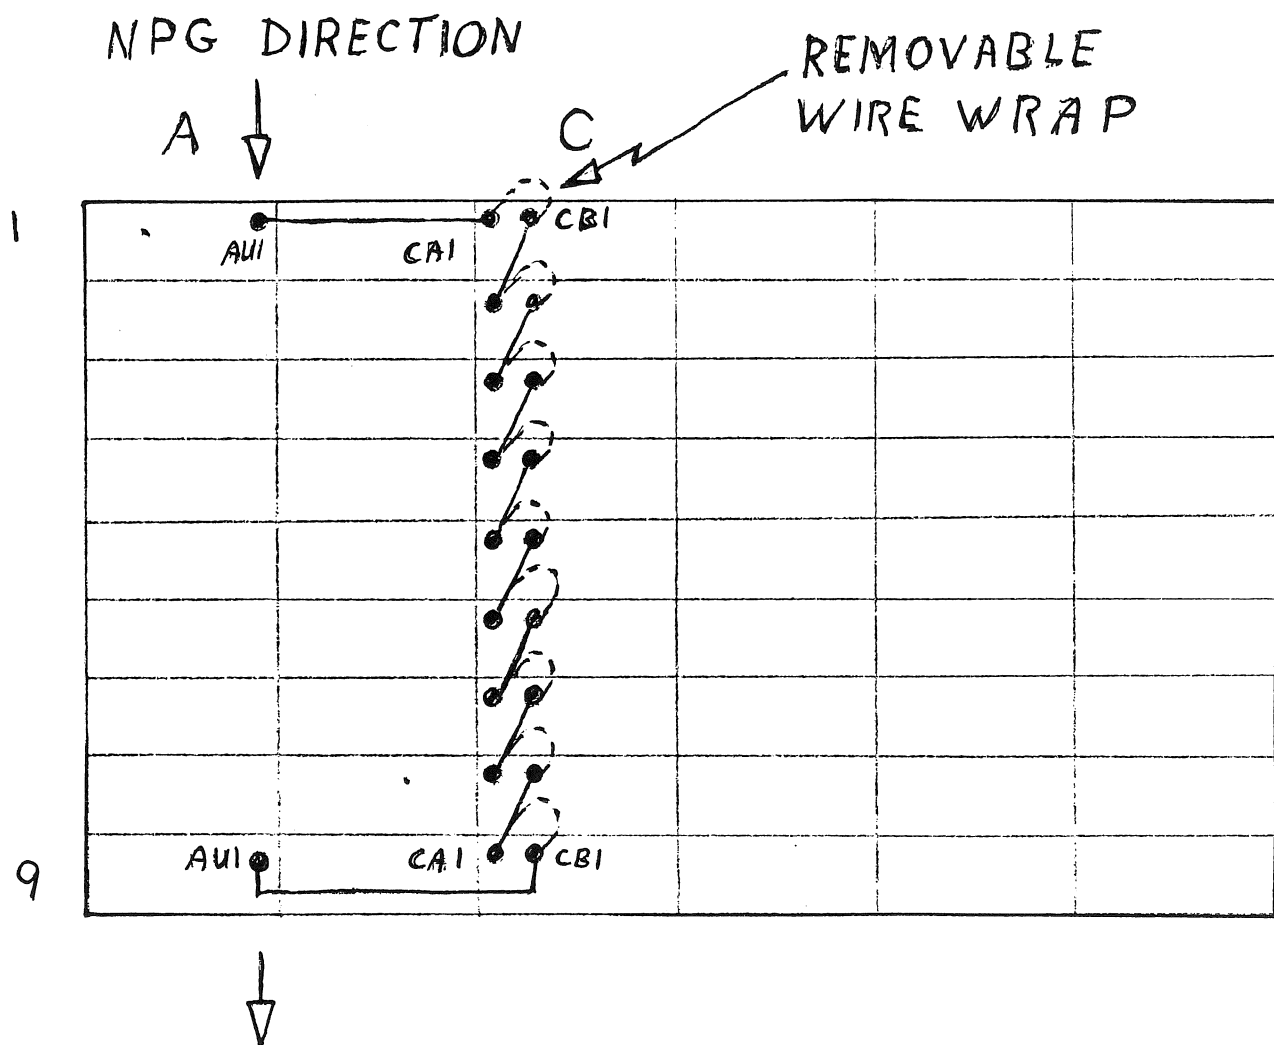 NPG DIRECTION
REMOVABLE
WIRE WRAP
A
C
1
AU1
CA1
CB1
9
AU1
CA1
CB1